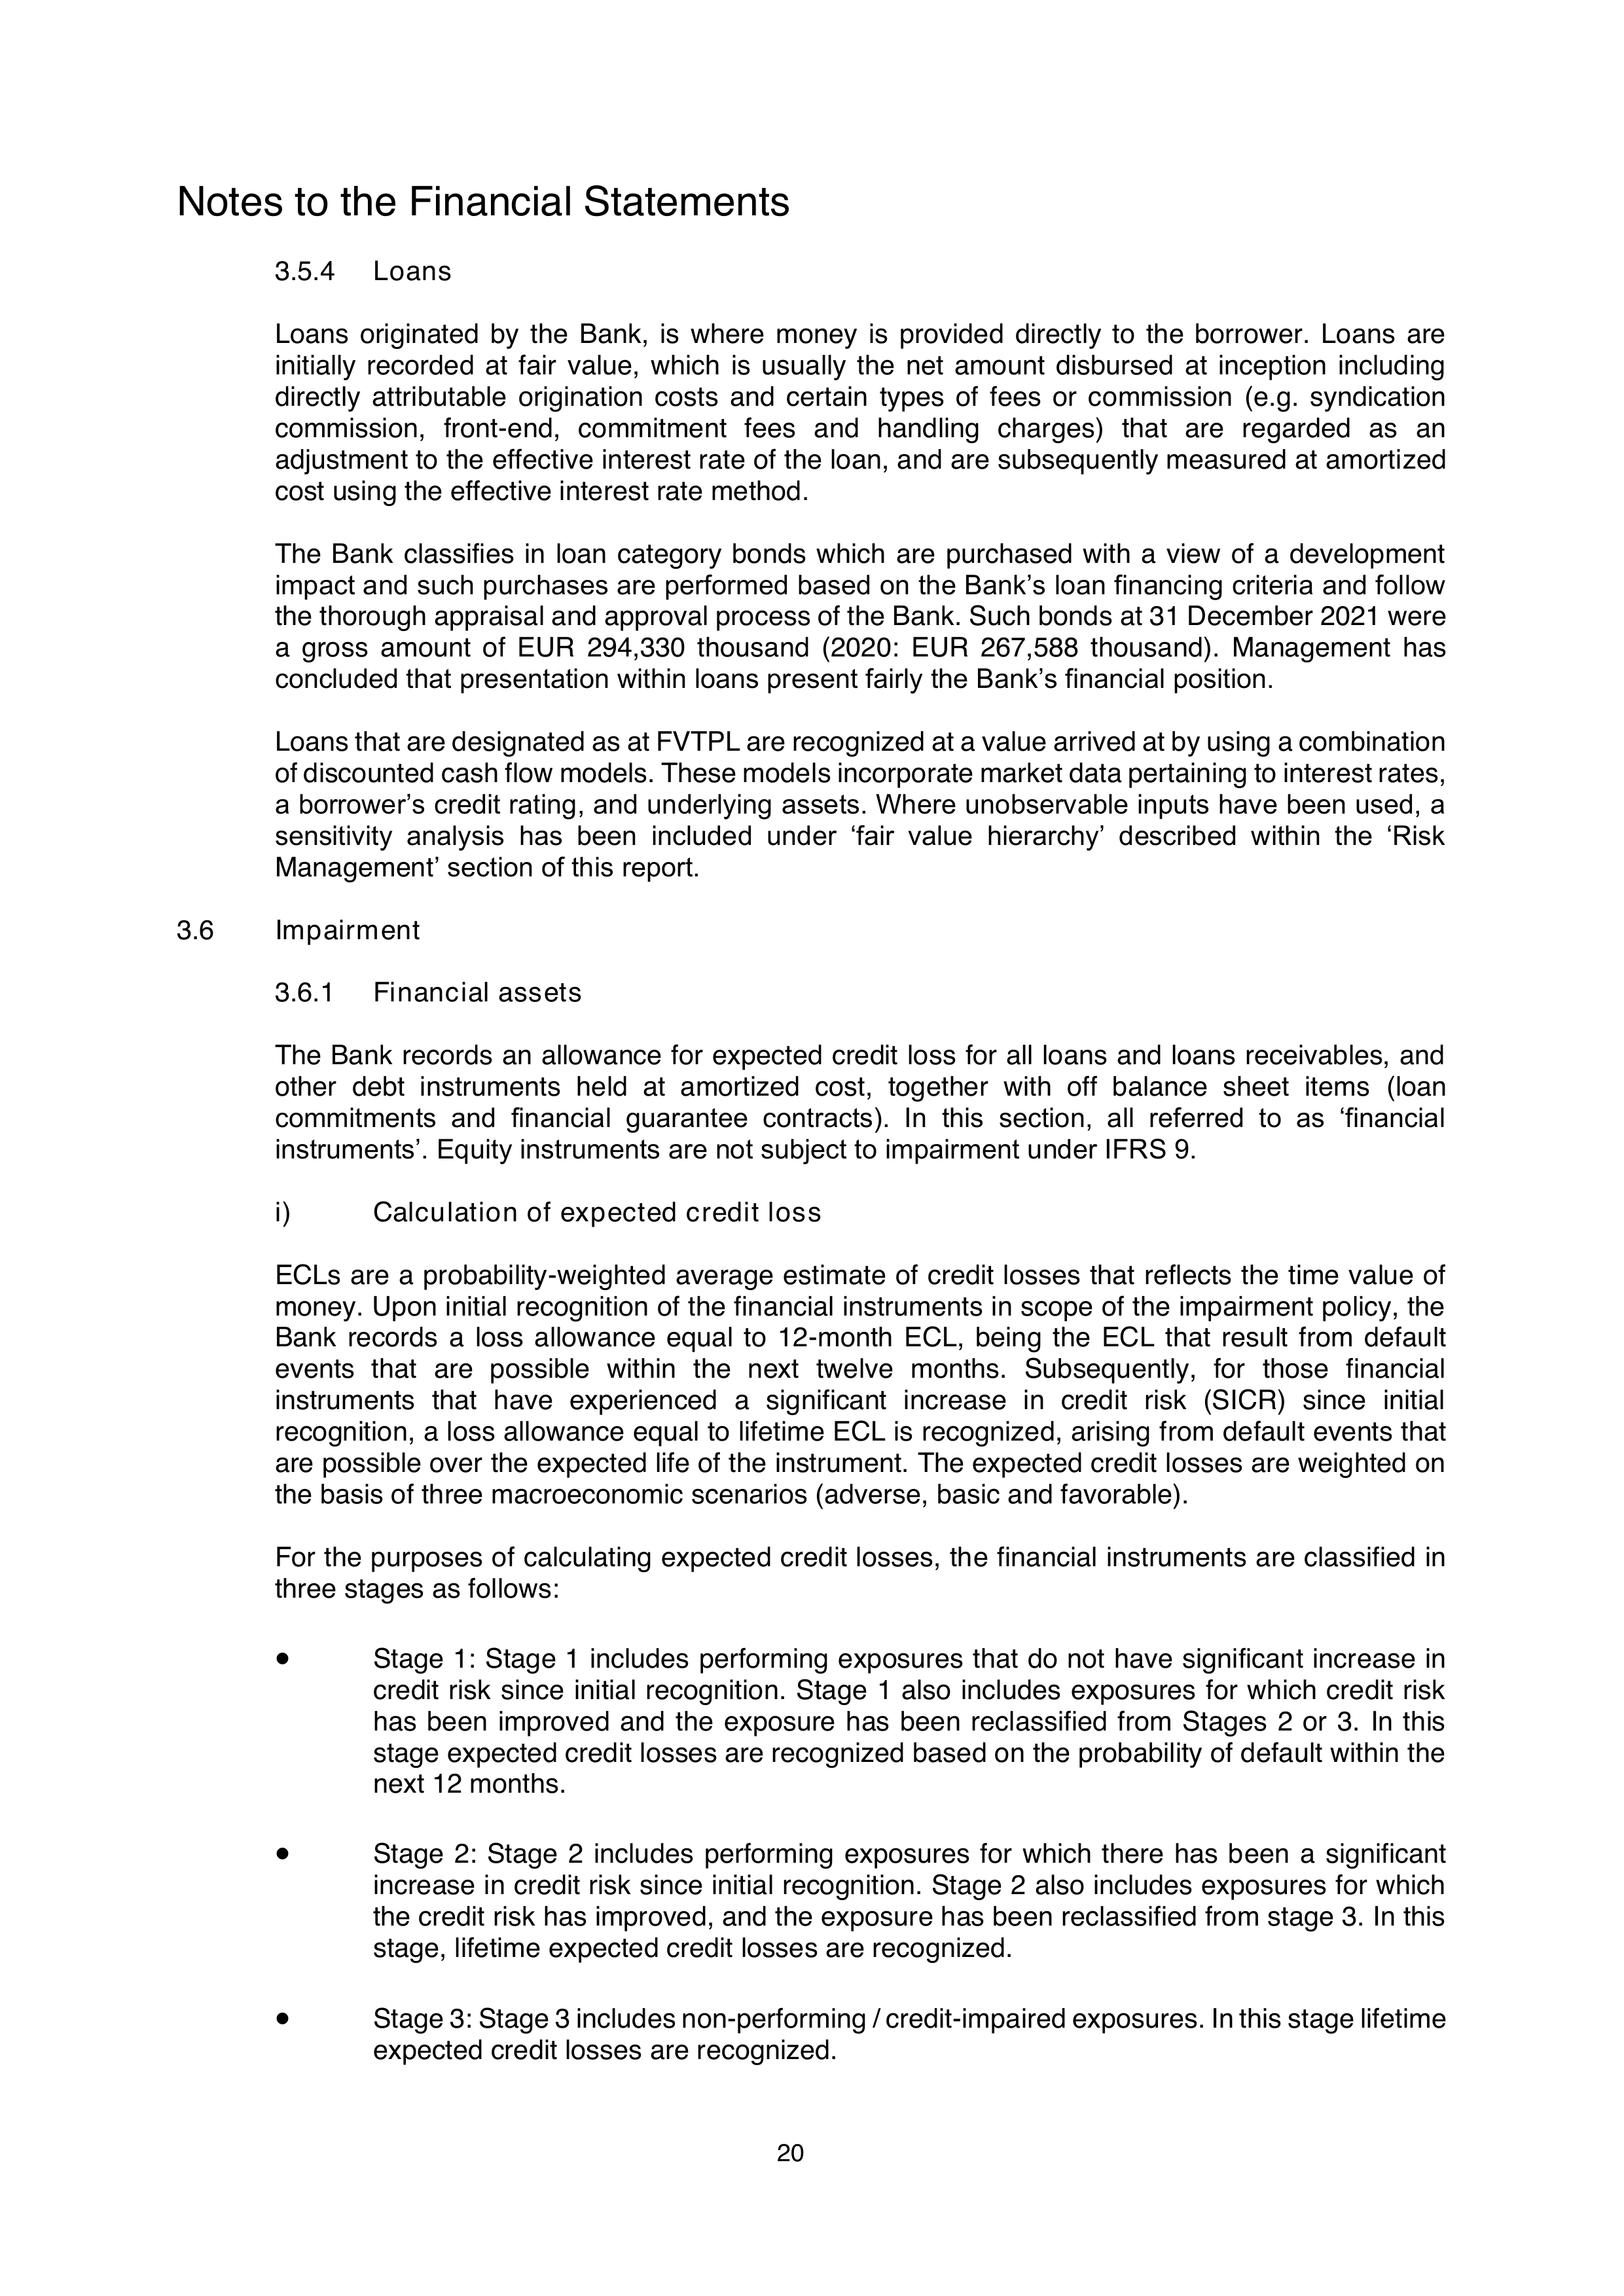 Notes to the Financial Statements
3.5.4 Loans
Loans originated by the Bank, is where money is provided directly to the borrower. Loans are
initially recorded at fair value, which is usually the net amount disbursed at inception including
directly attributable origination costs and certain types of fees or commission (e.g. syndication
commission, front-end, commitment fees and handling charges) that are regarded as an
adjustment to the effective interest rate of the loan, and are subsequently measured at amortized
cost using the effective interest rate method.
The Bank classifies in loan category bonds which are purchased with a view of a development
impact and such purchases are performed based on the Bank’s loan financing criteria and follow
the thorough appraisal and approval process of the Bank. Such bonds at 31 December 2021 were
a gross amount of EUR 294,330 thousand (2020: EUR 267,588 thousand). Management has
concluded that presentation within loans present fairly the Bank’s financial position.
Loans that are designated as at FVTPL are recognized at a value arrived at by using a combination
of discounted cash flow models. These models incorporate market data pertaining to interest rates,
a borrower’s credit rating, and underlying assets. Where unobservable inputs have been used, a
sensitivity analysis has been included under ‘fair value hierarchy’ described within the ‘Risk
Management’ section of this report.
3.6 Impairment
3.6.1 Financial assets
The Bank records an allowance for expected credit loss for all loans and loans receivables, and
other debt instruments held at amortized cost, together with off balance sheet items (loan
commitments and financial guarantee contracts). In this section, all referred to as ‘financial
instruments’. Equity instruments are not subject to impairment under IFRS 9.
i) Calculation of expected credit loss
ECLs are a probability-weighted average estimate of credit losses that reflects the time value of
money. Upon initial recognition of the financial instruments in scope of the impairment policy, the
Bank records a loss allowance equal to 12-month ECL, being the ECL that result from default
events that are possible within the next twelve months. Subsequently, for those financial
instruments that have experienced a significant increase in credit risk (SICR) since initial
recognition, a loss allowance equal to lifetime ECL is recognized, arising from default events that
are possible over the expected life of the instrument. The expected credit losses are weighted on
the basis of three macroeconomic scenarios (adverse, basic and favorable).
For the purposes of calculating expected credit losses, the financial instruments are classified in
three stages as follows:
● Stage 1: Stage 1 includes performing exposures that do not have significant increase in
credit risk since initial recognition. Stage 1 also includes exposures for which credit risk
has been improved and the exposure has been reclassified from Stages 2 or 3. In this
stage expected credit losses are recognized based on the probability of default within the
next 12 months.
● Stage 2: Stage 2 includes performing exposures for which there has been a significant
increase in credit risk since initial recognition. Stage 2 also includes exposures for which
the credit risk has improved, and the exposure has been reclassified from stage 3. In this
stage, lifetime expected credit losses are recognized.
● Stage 3: Stage 3 includes non-performing / credit-impaired exposures. In this stage lifetime
expected credit losses are recognized.
20